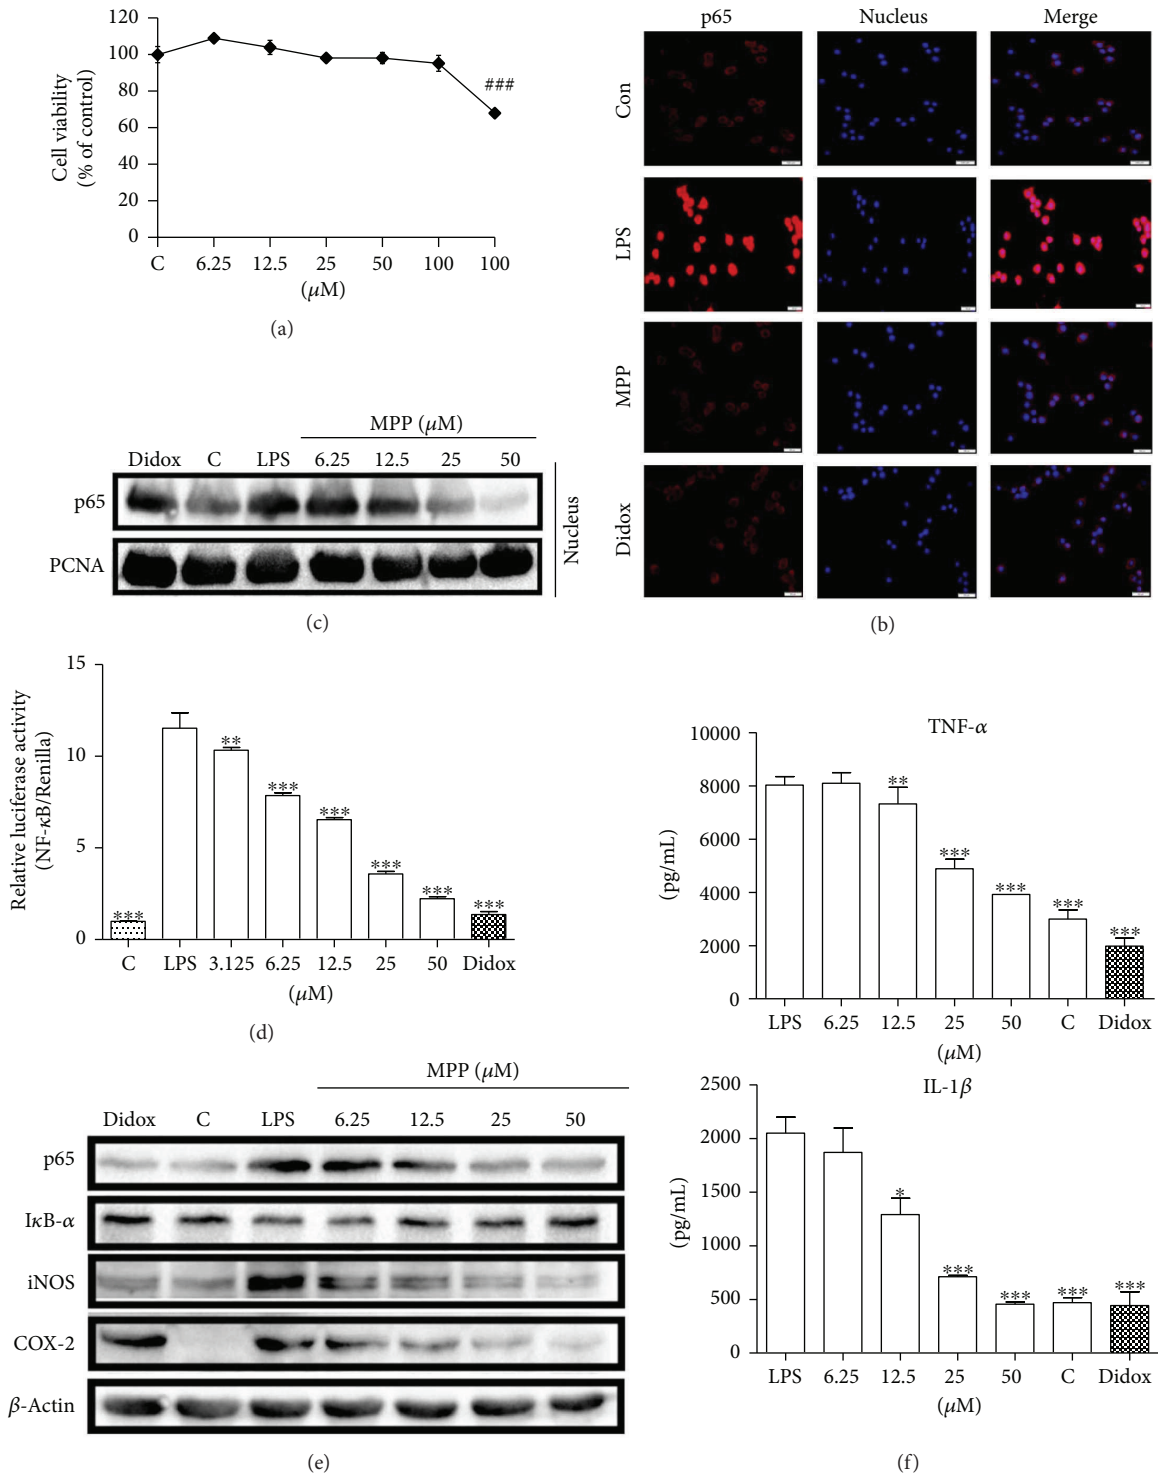 120
100
80
60
40
20
0
Cell viability
(% of control)
###
C 6.25 12.5 25 50 100 100
(μM)
(a)
p65 Nucleus Merge
Con
LPS
MPP
Didox
(b)
MPP (μM)
Didox C LPS 6.25 12.5 25 50
p65
PCNA
Nucleus
(c)
15
10
5
0
Relative luciferase activity
(NF-κB/Renilla)
*** ** *** *** *** *** ***
C LPS 3.125 6.25 12.5 25 50 Didox
(μM)
(d)
MPP (μM)
Didox C LPS 6.25 12.5 25 50
p65
IκB-α
iNOS
COX-2
β-Actin
(e)
TNF-α
10000
8000
6000
4000
2000
0
(pg/mL)
** *** *** *** ***
LPS 6.25 12.5 25 50 C Didox
(μM)
IL-1β
2500
2000
1500
1000
500
0
(pg/mL)
* *** *** *** ***
LPS 6.25 12.5 25 50 C Didox
(μM)
(f)